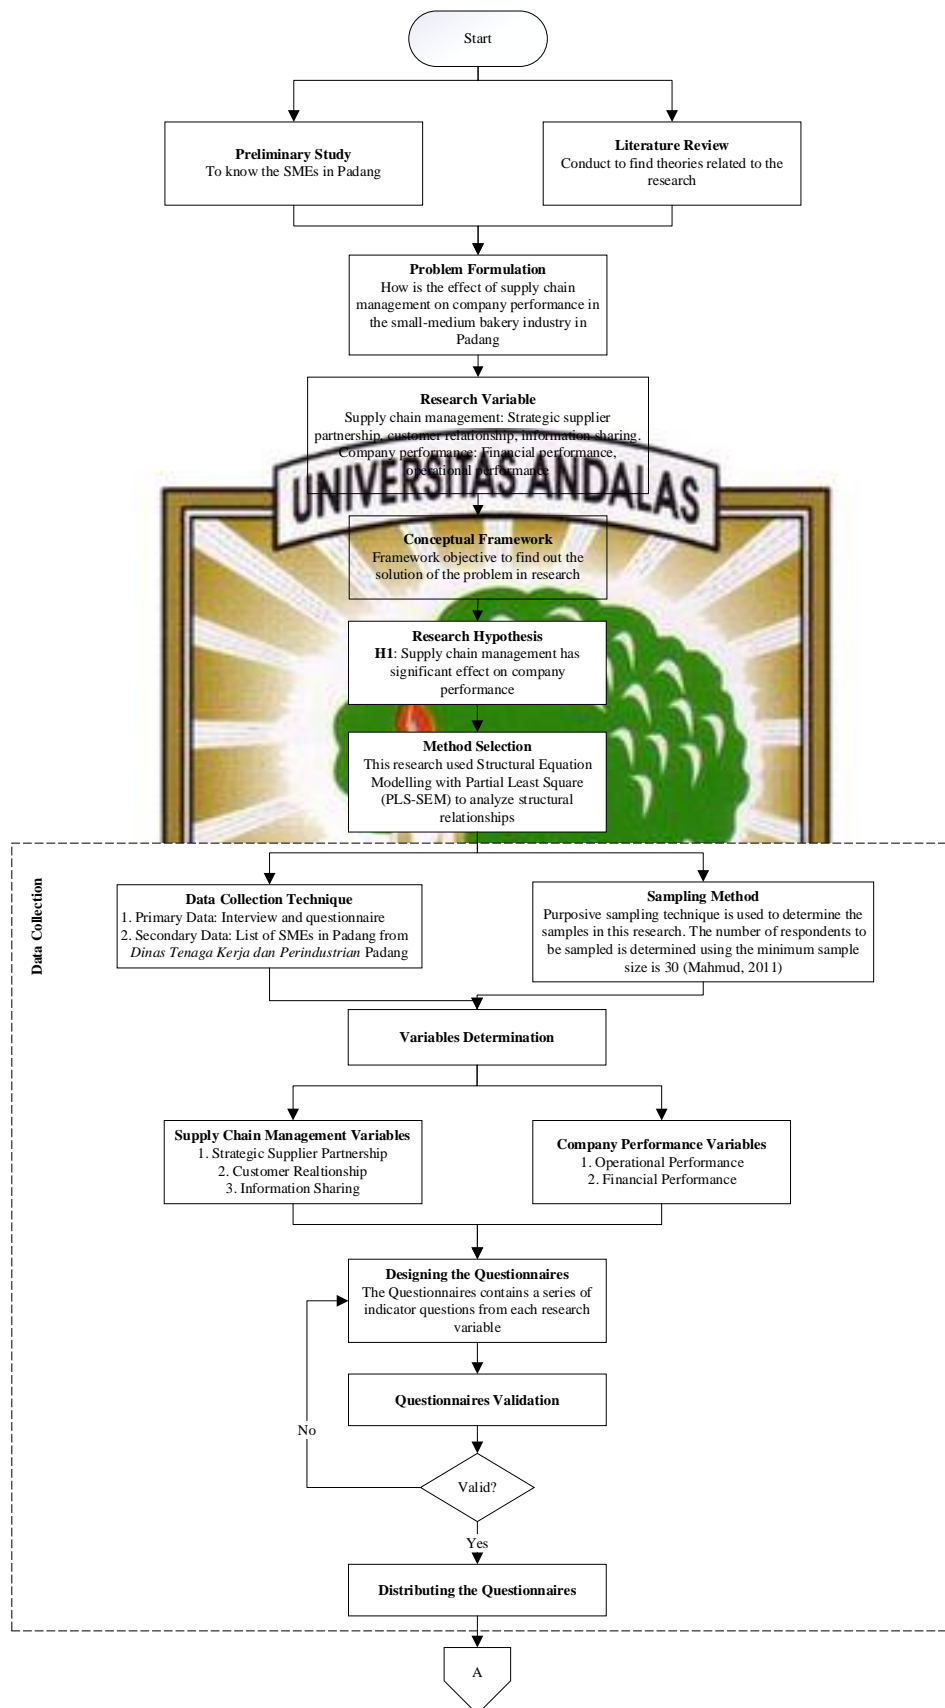 Start
Preliminary Study
To know the SMEs in Padang
Literature Review
Conduct to find theories related to the
research
Problem Formulation
How is the effect of supply chain
management on company performance in
the small-medium bakery industry in
Padang
Research Variable
Supply chain management: Strategic supplier
partnership, customer relationship, information sharing.
Company performance: Financial performance,
operational performance
UNIVERSITAS ANDALAS
Conceptual Framework
Framework objective to find out the
solution of the problem in research
Research Hypothesis
H1: Supply chain management has
significant effect on company
performance
Method Selection
This research used Structural Equation
Modelling with Partial Least Square
(PLS-SEM) to analyze structural
relationships
Data Collection
Data Collection Technique
1. Primary Data: Interview and questionnaire
2. Secondary Data: List of SMEs in Padang from
Dinas Tenaga Kerja dan Perindustrian Padang
Sampling Method
Purposive sampling technique is used to determine the
samples in this research. The number of respondents to
be sampled is determined using the minimum sample
size is 30 (Mahmud, 2011)
Variables Determination
Supply Chain Management Variables
1. Strategic Supplier Partnership
2. Customer Realtionship
3. Information Sharing
Company Performance Variables
1. Operational Performance
2. Financial Performance
Designing the Questionnaires
The Questionnaires contains a series of
indicator questions from each research
variable
Questionnaires Validation
No
Valid?
Yes
Distributing the Questionnaires
A